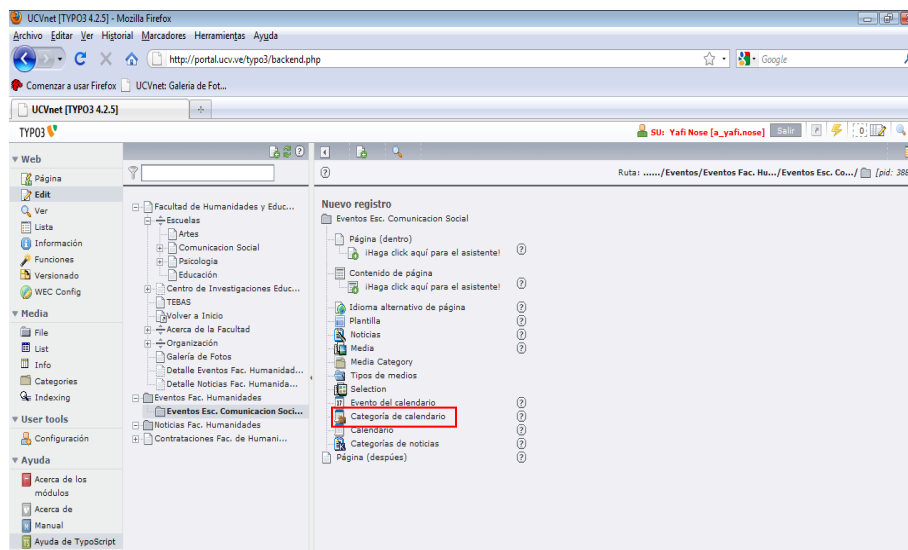 UCVnet [TYPO3 4.2.5] - Mozilla Firefox
Archivo Editar Ver Historial Marcadores Herramientas Ayuda
http://portal.ucv.ve/typo3/backend.php
Google
Comenzar a usar Firefox UCVnet: Galeria de Fot...
UCVnet [TYPO3 4.2.5]
TYPO3
SU: Yafi Nose [a_yafi.nose] Salir 0
Web
Página
Edit
Ver
Lista
Información
Funciones
Versionado
WEC Config
Media
File
List
Info
Categories
Indexing
User tools
Configuración
Ayuda
Acerca de los
módulos
Acerca de
Manual
Ayuda de TypoScript
Facultad de Humanidades y Educ...
Escuelas
Artes
Comunicacion Social
Psicologia
Educación
Centro de Investigaciones Educ...
TEBAS
Volver a Inicio
Acerca de la Facultad
Organización
Galería de Fotos
Detalle Eventos Fac. Humanidad...
Detalle Noticias Fac. Humanida...
Eventos Fac. Humanidades
Eventos Esc. Comunicacion Soci...
Noticias Fac. Humanidades
Contrataciones Fac. de Humani...
Ruta: ....../Eventos/Eventos Fac. Hu.../Eventos Esc. Co.../ [pid: 388
Nuevo registro
Eventos Esc. Comunicacion Social
Página (dentro)
¡Haga click aquí para el asistente!
Contenido de página
¡Haga click aquí para el asistente!
Idioma alternativo de página
Plantilla
Noticias
Media
Media Category
Tipos de medios
Selection
Evento del calendario
Categoría de calendario
Calendario
Categorías de noticias
Página (despúes)